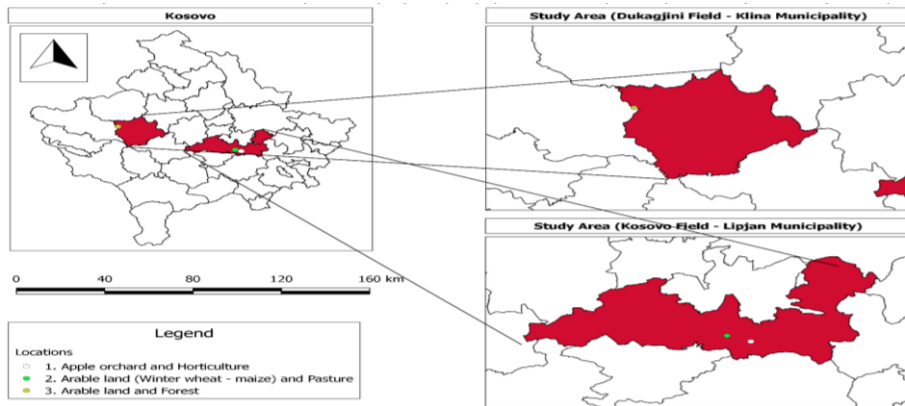 Kosovo
Study Area (Dukagjini Field - Klina Municipality)
Study Area (Kosovo Field - Lipjan Municipality)
0 40 80 120 160 km
Legend
Locations
1. Apple orchard and Horticulture
2. Arable land (Winter wheat - maize) and Pasture
3. Arable land and Forest